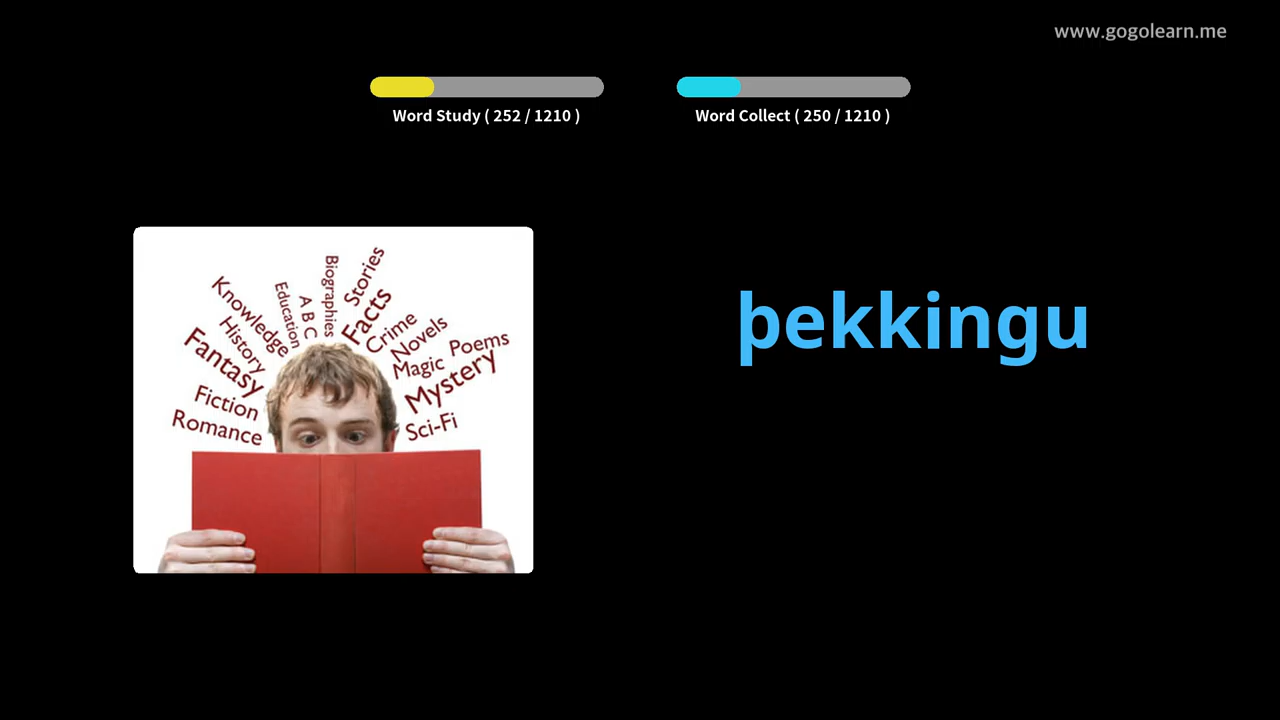 www.gogolearn.me
Word Study ( 252 / 1210 )
Word Collect ( 250 / 1210 )
Biographies
Stories
Knowledge
Education
A B C
Facts
Crime
History
Novels
Poems
Fantasy
Magic
Mystery
Fiction
Romance
Sci-Fi
þekkingu